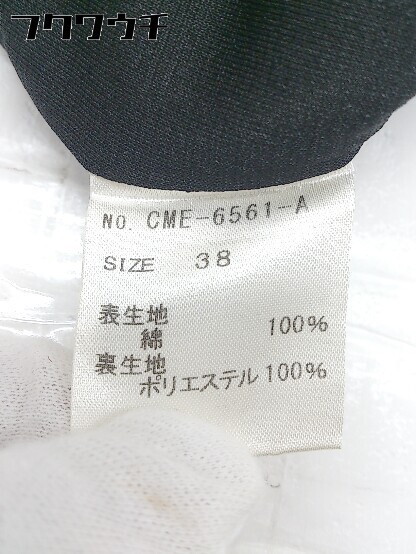 フクワウチ
NO. CME-6561-A
SIZE 38
表生地
綿 100%
裏生地
ポリエステル 100%